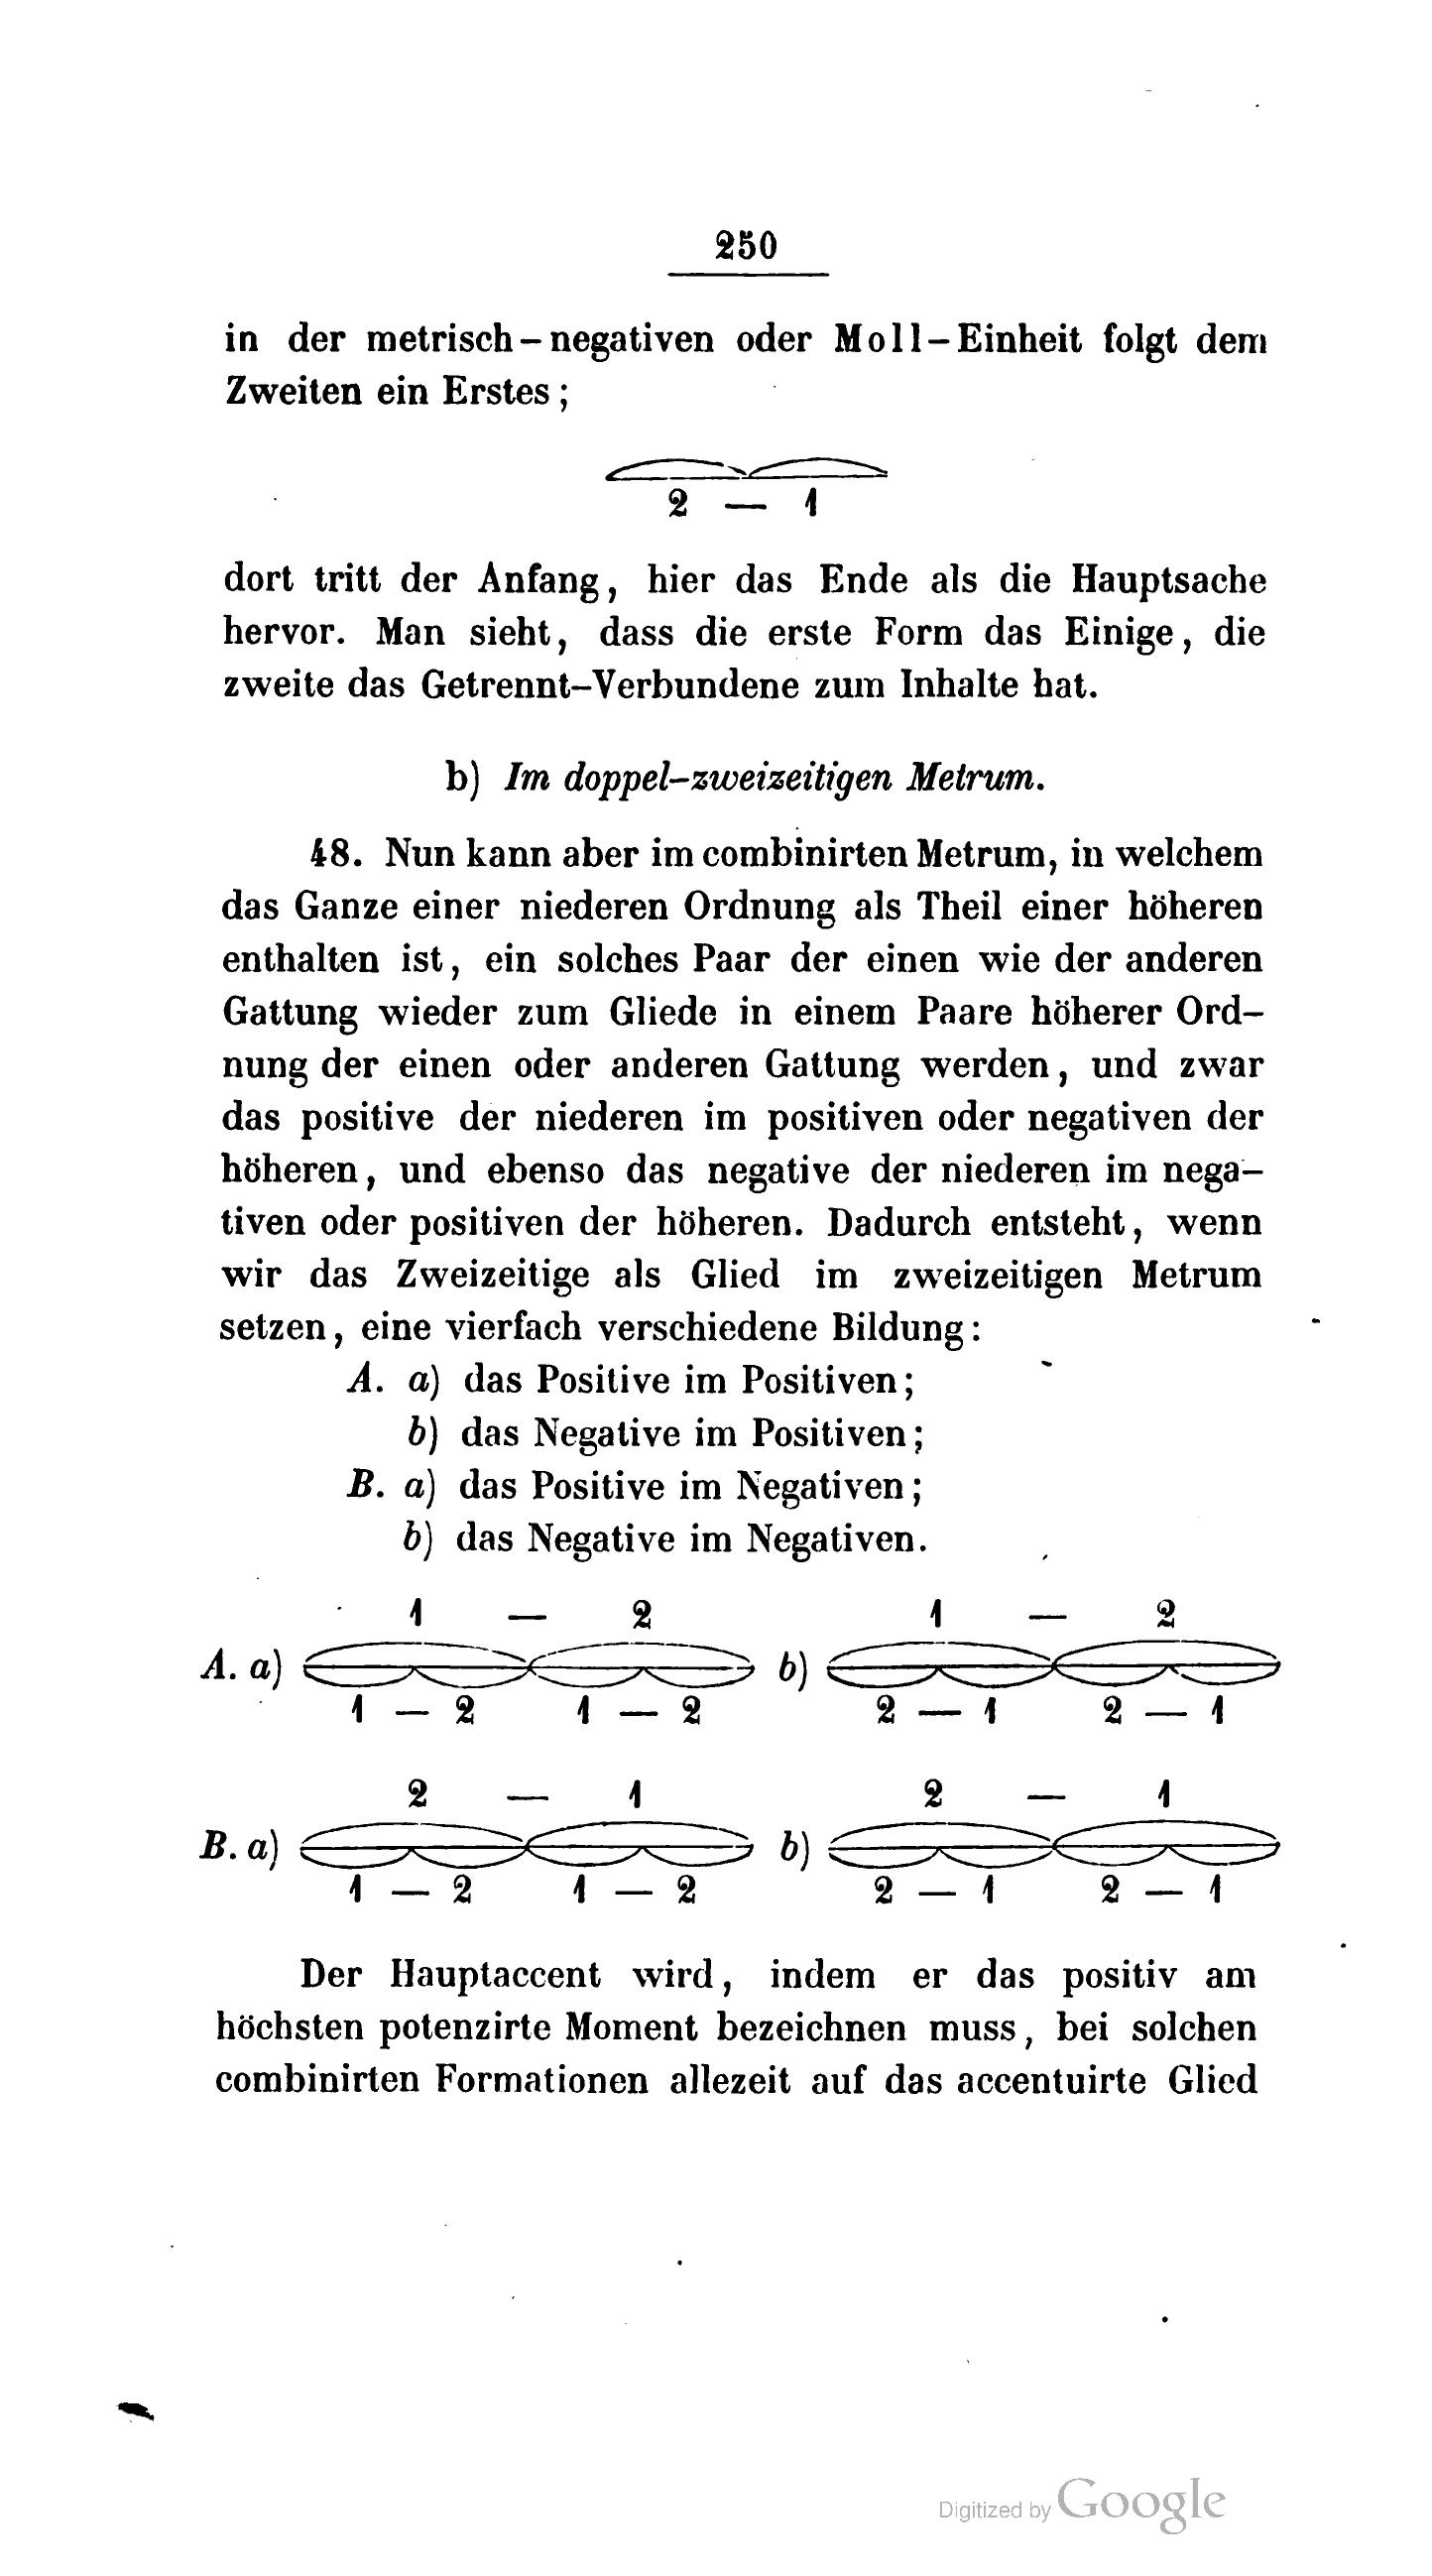 250
in der metrisch-negativen oder Moll-Einheit folgt dem
Zweiten ein Erstes;
2 — 1
dort tritt der Anfang, hier das Ende als die Hauptsache
hervor. Man sieht, dass die erste Form das Einige, die
zweite das Getrennt-Verbundene zum Inhalte hat.
b) Im doppel-zweizeitigen Metrum.
48. Nun kann aber im combinirten Metrum, in welchem
das Ganze einer niederen Ordnung als Theil einer höheren
enthalten ist, ein solches Paar der einen wie der anderen
Gattung wieder zum Gliede in einem Paare höherer Ord-
nung der einen oder anderen Gattung werden, und zwar
das positive der niederen im positiven oder negativen der
höheren, und ebenso das negative der niederen im nega-
tiven oder positiven der höheren. Dadurch entsteht, wenn
wir das Zweizeitige als Glied im zweizeitigen Metrum
setzen, eine vierfach verschiedene Bildung:
A. a) das Positive im Positiven;
b) das Negative im Positiven;
B. a) das Positive im Negativen;
b) das Negative im Negativen.
1 — 2 1 — 2
A. a) b)
1 — 2 1 — 2 2 — 1 2 — 1
2 — 1 2 — 1
B. a) b)
1 — 2 1 — 2 2 — 1 2 — 1
Der Hauptaccent wird, indem er das positiv am
höchsten potenzirte Moment bezeichnen muss, bei solchen
combinirten Formationen allezeit auf das accentuirte Glied
Digitized by Google